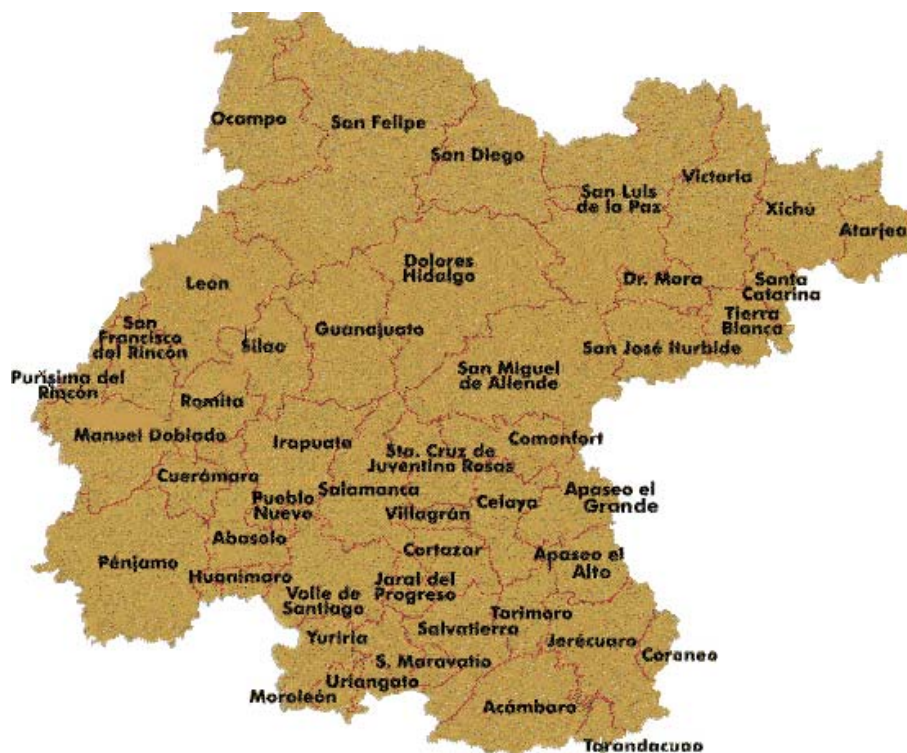 Ocampo
San Felipe
San Diego
Victoria
San Luis
de la Paz
Xichú
Atarjea
Dolores
Hidalgo
Leon
Dr. Mora
Santa
Catarina
Tierra
Blanca
San
Francisco
del Rincón
Silao
Guanajuato
San José Iturbide
San Miguel
de Allende
Purísima del
Rincón
Romita
Manuel Doblado
Irapuato
Comonfort
Sta. Cruz de
Juventino Rosas
Cuerámaro
Salamanca
Pueblo
Nuevo
Villagrán
Celaya
Apaseo el
Grande
Abasolo
Cortazar
Apaseo el
Alto
Pénjamo
Huanimaro
Jaral del
Progreso
Valle de
Santiago
Tarimoro
Yuriria
Salvatierra
Jerécuaro
Coroneo
S. Maravatio
Uriangato
Moroleón
Acámbaro
Tarandacuao